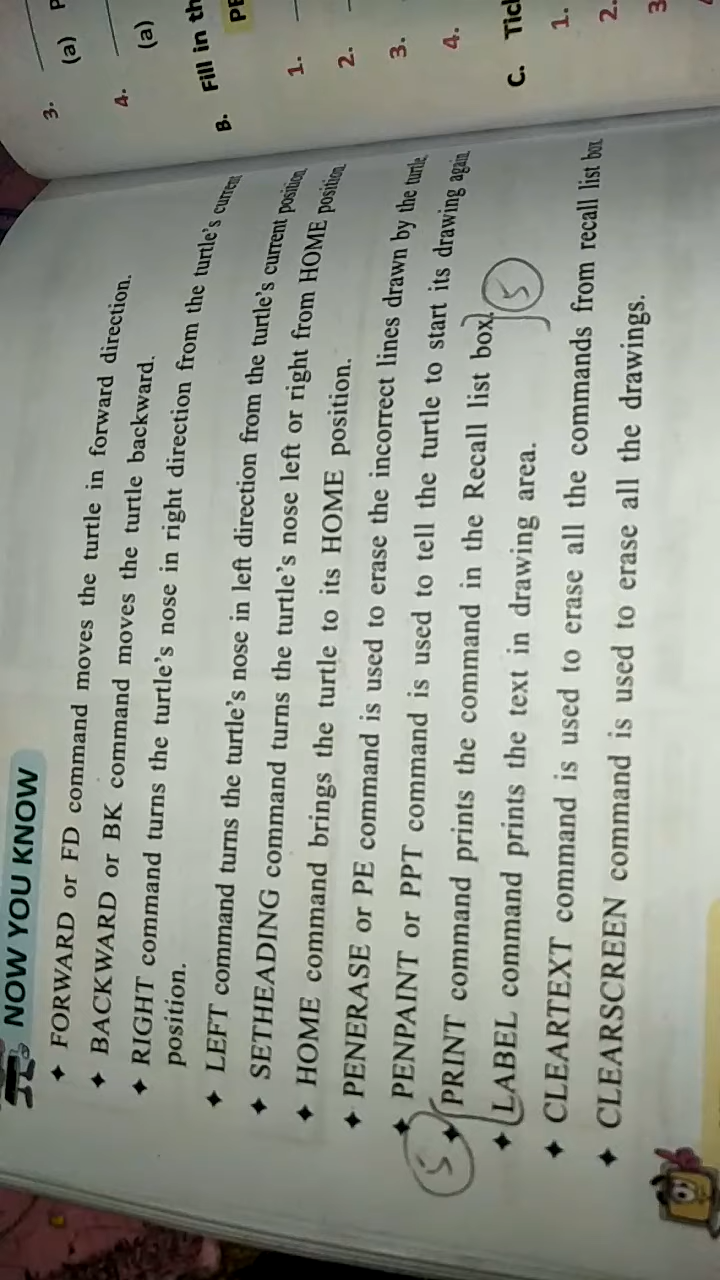 NOW YOU KNOW
✦ FORWARD or FD command moves the turtle in forward direction.
✦ BACKWARD or BK command moves the turtle backward.
✦ RIGHT command turns the turtle's nose in right direction from the turtle's current
position.
✦ LEFT command turns the turtle's nose in left direction from the turtle's current position
✦ SETHEADING command turns the turtle's nose left or right from HOME position
✦ HOME command brings the turtle to its HOME position.
✦ PENERASE or PE command is used to erase the incorrect lines drawn by the turtle
✦ PENPAINT or PPT command is used to tell the turtle to start its drawing again
✦ PRINT command prints the command in the Recall list box.
✦ LABEL command prints the text in drawing area.
✦ CLEARTEXT command is used to erase all the commands from recall list box
✦ CLEARSCREEN command is used to erase all the drawings.
5
5
3.
(a)
4.
(a)
B. Fill in th
PE
1.
2.
3.
4.
C. Tic
1.
2.
3